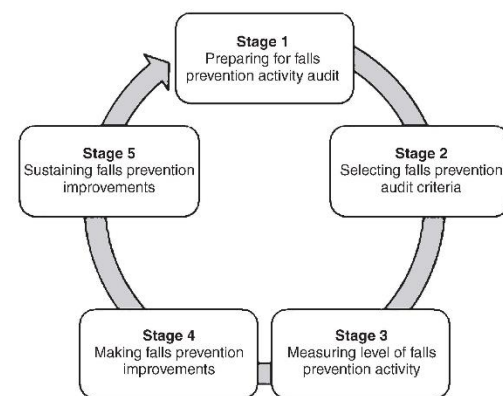 Stage 1
Preparing for falls
prevention activity audit
Stage 2
Selecting falls prevention
audit criteria
Stage 3
Measuring level of falls
prevention activity
Stage 4
Making falls prevention
improvements
Stage 5
Sustaining falls prevention
improvements